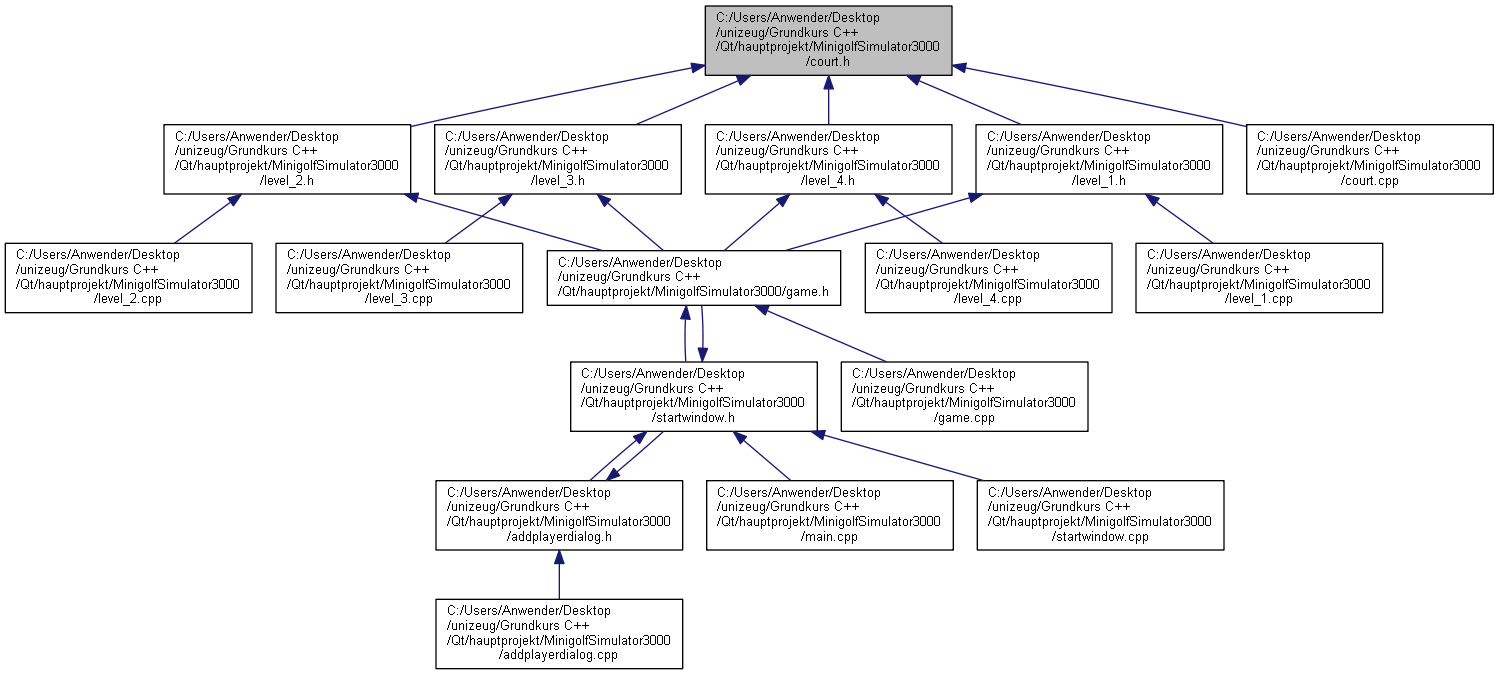 C:/Users/Anwender/Desktop
/unizeug/Grundkurs C++
/Qt/hauptprojekt/MinigolfSimulator3000
/court.h
C:/Users/Anwender/Desktop
/unizeug/Grundkurs C++
/Qt/hauptprojekt/MinigolfSimulator3000
/level_2.h
C:/Users/Anwender/Desktop
/unizeug/Grundkurs C++
/Qt/hauptprojekt/MinigolfSimulator3000
/level_3.h
C:/Users/Anwender/Desktop
/unizeug/Grundkurs C++
/Qt/hauptprojekt/MinigolfSimulator3000
/level_4.h
C:/Users/Anwender/Desktop
/unizeug/Grundkurs C++
/Qt/hauptprojekt/MinigolfSimulator3000
/level_1.h
C:/Users/Anwender/Desktop
/unizeug/Grundkurs C++
/Qt/hauptprojekt/MinigolfSimulator3000
/court.cpp
C:/Users/Anwender/Desktop
/unizeug/Grundkurs C++
/Qt/hauptprojekt/MinigolfSimulator3000
/level_2.cpp
C:/Users/Anwender/Desktop
/unizeug/Grundkurs C++
/Qt/hauptprojekt/MinigolfSimulator3000
/level_3.cpp
C:/Users/Anwender/Desktop
/unizeug/Grundkurs C++
/Qt/hauptprojekt/MinigolfSimulator3000/game.h
C:/Users/Anwender/Desktop
/unizeug/Grundkurs C++
/Qt/hauptprojekt/MinigolfSimulator3000
/level_4.cpp
C:/Users/Anwender/Desktop
/unizeug/Grundkurs C++
/Qt/hauptprojekt/MinigolfSimulator3000
/level_1.cpp
C:/Users/Anwender/Desktop
/unizeug/Grundkurs C++
/Qt/hauptprojekt/MinigolfSimulator3000
/startwindow.h
C:/Users/Anwender/Desktop
/unizeug/Grundkurs C++
/Qt/hauptprojekt/MinigolfSimulator3000
/game.cpp
C:/Users/Anwender/Desktop
/unizeug/Grundkurs C++
/Qt/hauptprojekt/MinigolfSimulator3000
/addplayerdialog.h
C:/Users/Anwender/Desktop
/unizeug/Grundkurs C++
/Qt/hauptprojekt/MinigolfSimulator3000
/main.cpp
C:/Users/Anwender/Desktop
/unizeug/Grundkurs C++
/Qt/hauptprojekt/MinigolfSimulator3000
/startwindow.cpp
C:/Users/Anwender/Desktop
/unizeug/Grundkurs C++
/Qt/hauptprojekt/MinigolfSimulator3000
/addplayerdialog.cpp